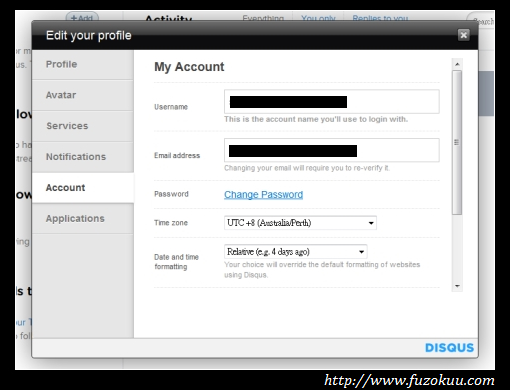 +Add
Activity
Everything
You only
Replies to you
Search
Edit your profile
Profile
Avatar
Services
Notifications
Account
Applications
My Account
Username
This is the account name you'll use to login with.
Email address
Changing your email will require you to re-verify it.
Password
Change Password
Time zone
UTC +8 (Australia/Perth)
Date and time
formatting
Relative (e.g. 4 days ago)
Your choice will override the default formatting of websites
using Disqus.
DISQUS
http://www.fuzokuu.com